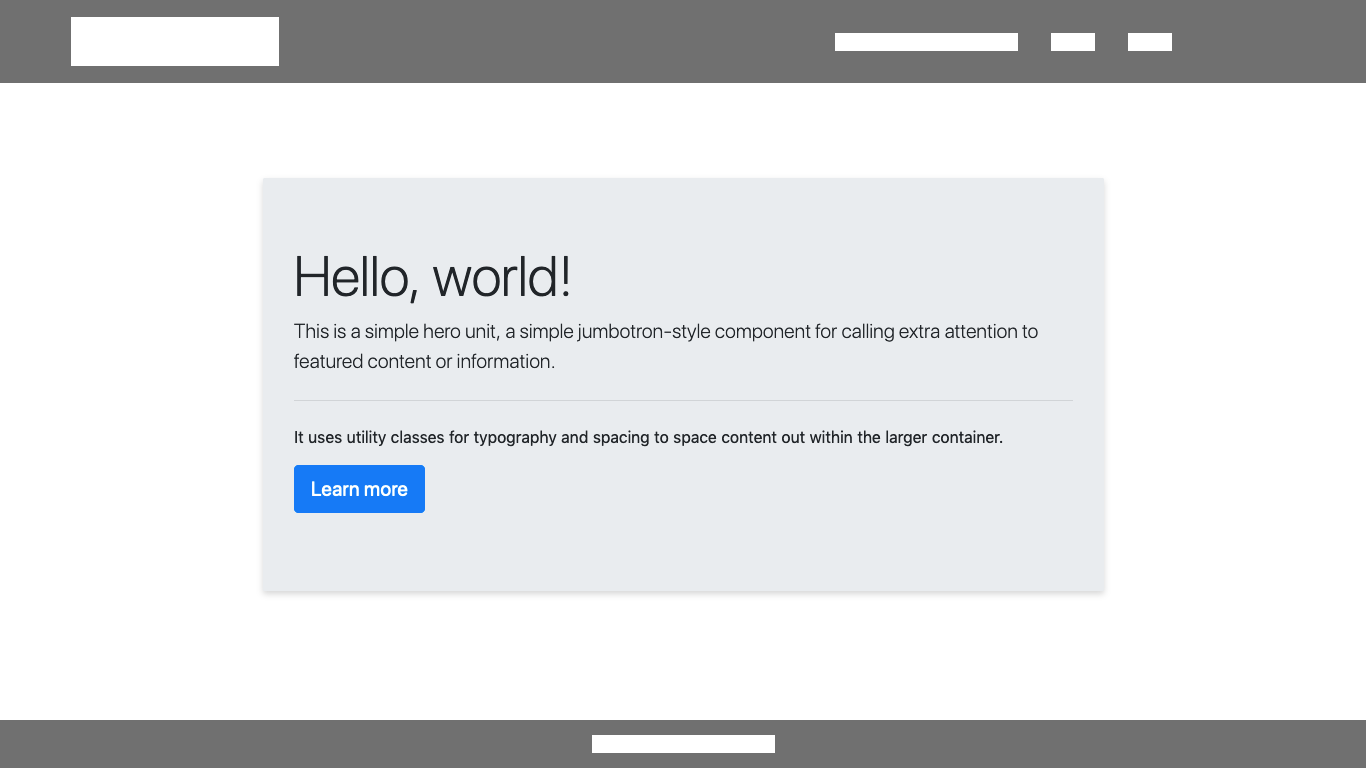 Hello, world!
This is a simple hero unit, a simple jumbotron-style component for calling extra attention to
featured content or information.
It uses utility classes for typography and spacing to space content out within the larger container.
Learn more